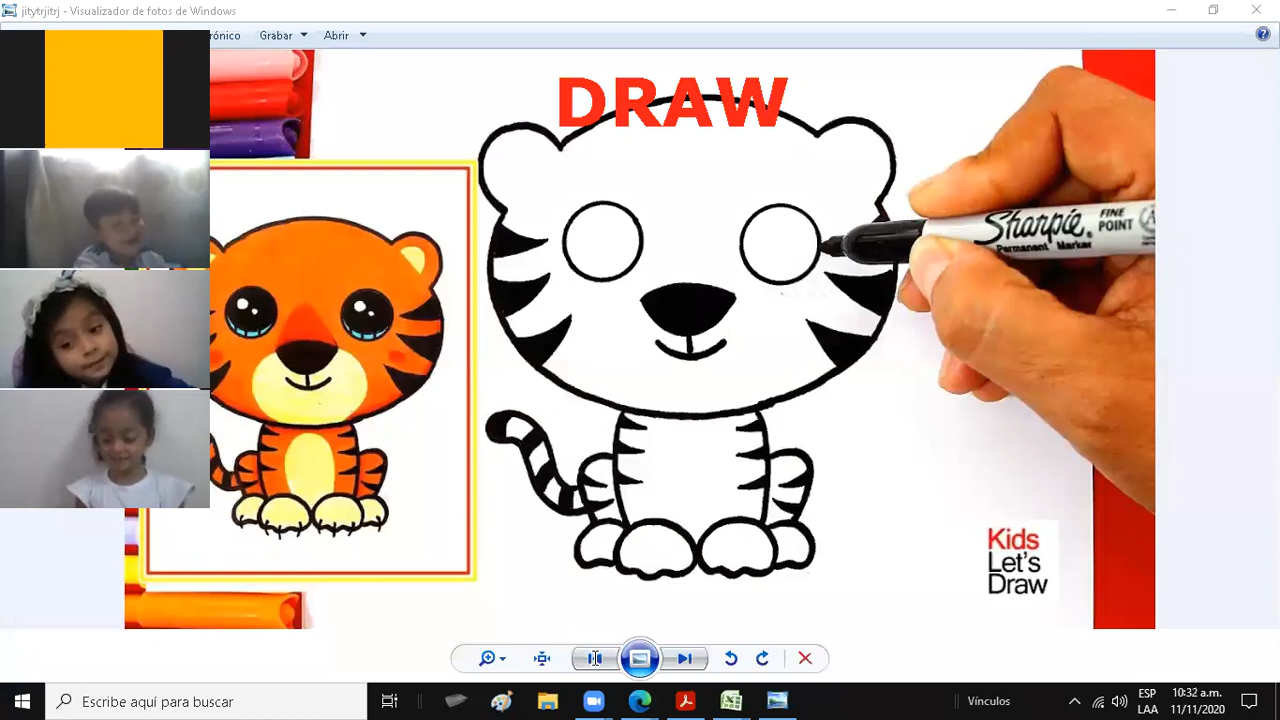 jitytrjitrj - Visualizador de fotos de Windows
Grabar Abrir
DRAW
Sharpie® FINE POINT
Permanent Marker
Kids
Let's
Draw
Escribe aquí para buscar
Vínculos
ESP
LAA
10:32 a.m.
11/11/2020